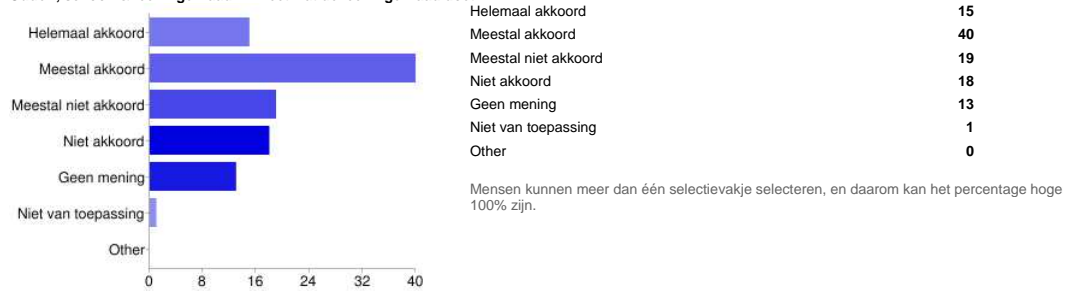 Helemaal akkoord
Meestal akkoord
Meestal niet akkoord
Niet akkoord
Geen mening
Niet van toepassing
Other
0 8 16 24 32 40
Helemaal akkoord 15
Meestal akkoord 40
Meestal niet akkoord 19
Niet akkoord 18
Geen mening 13
Niet van toepassing 1
Other 0
Mensen kunnen meer dan één selectievakje selecteren, en daarom kan het percentage hoge
100% zijn.